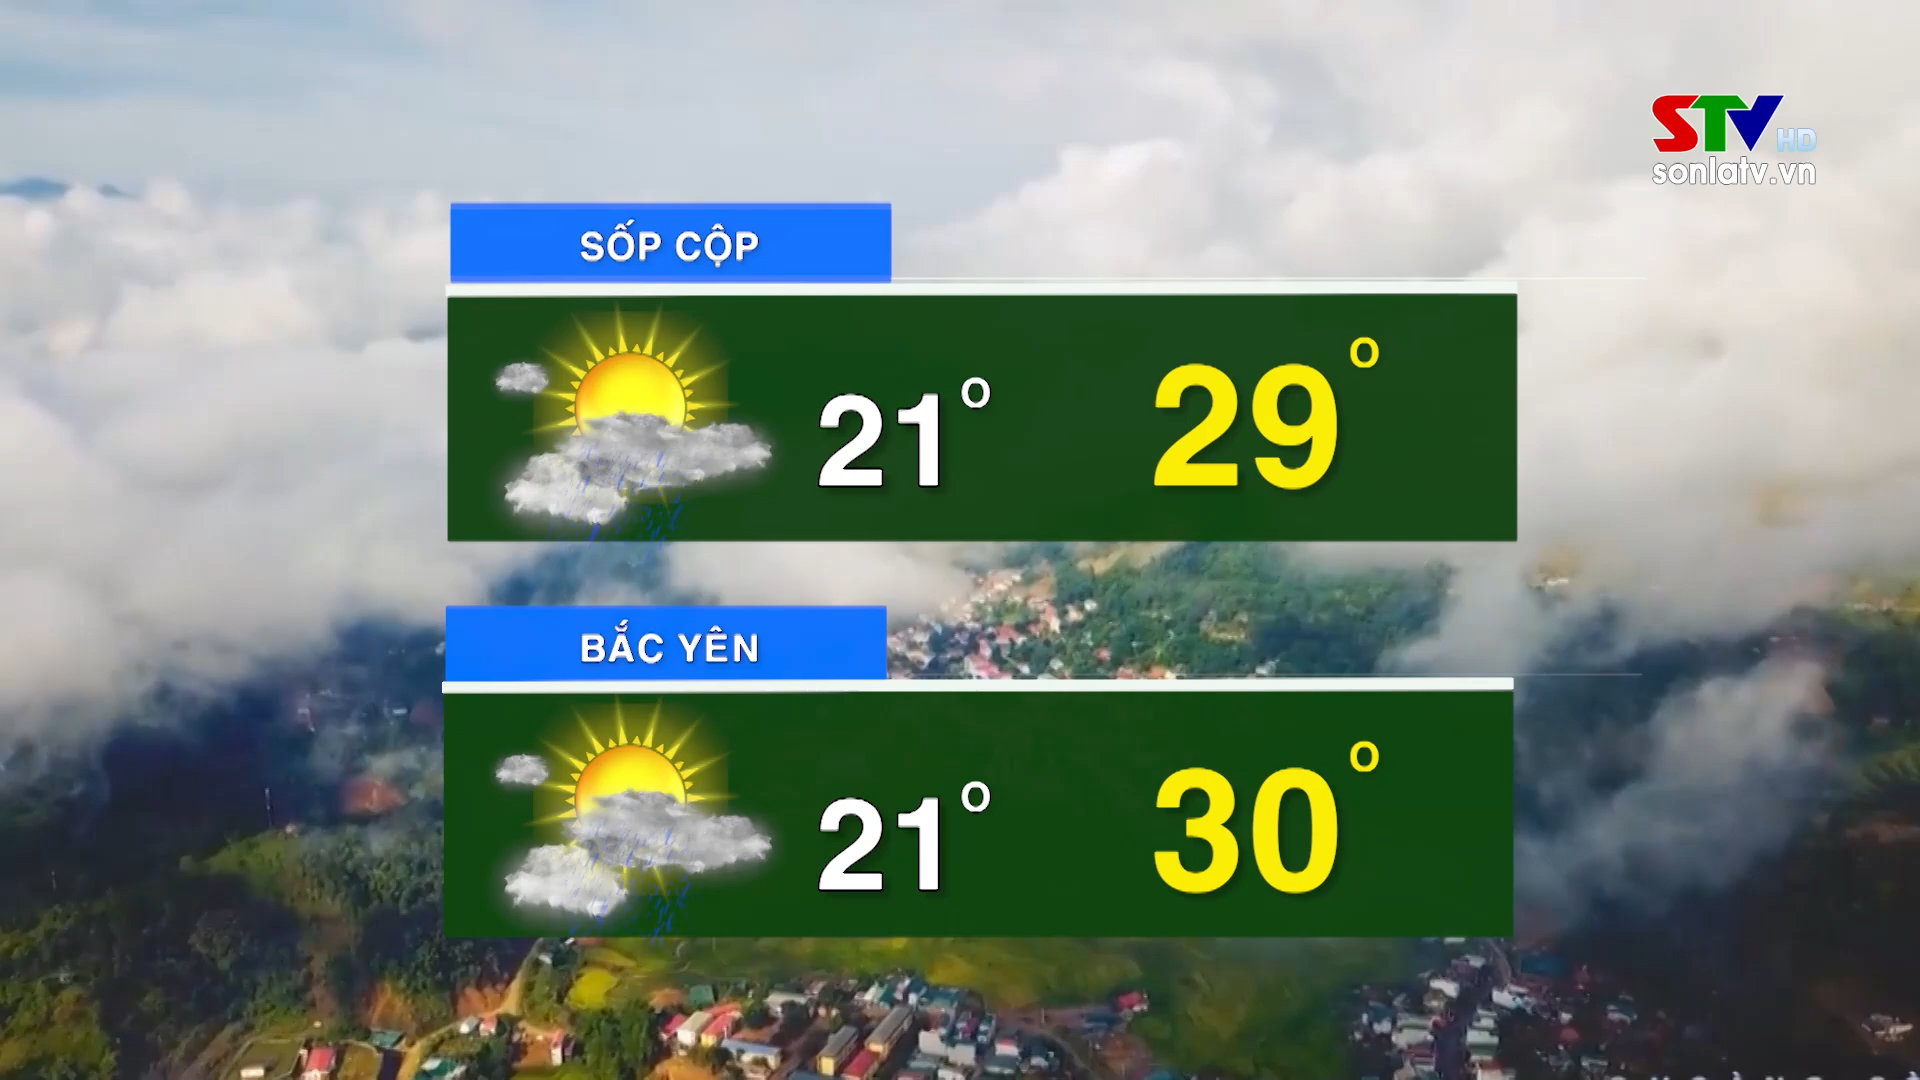 STV HD
sonlatv.vn
SỐP CỘP
21° 29°
BẮC YÊN
21° 30°